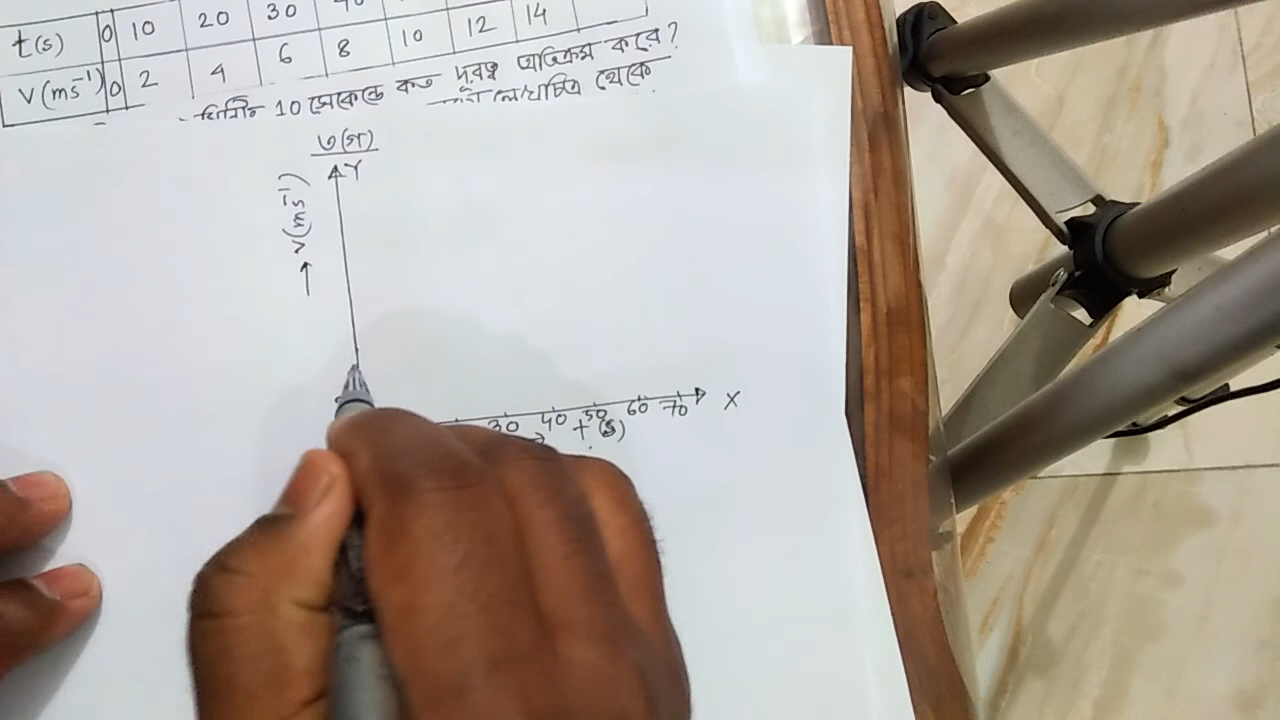 t(s) 0 10 20 30
V(ms⁻¹) 0 2 4 6 8 10 12 14
10 সেকেন্ডে কত দূরত্ব অতিক্রম করে?
লেখচিত্র থেকে
৩(গ)
Y
V(ms⁻¹) →
X
30 40 50 60 70
t(s)